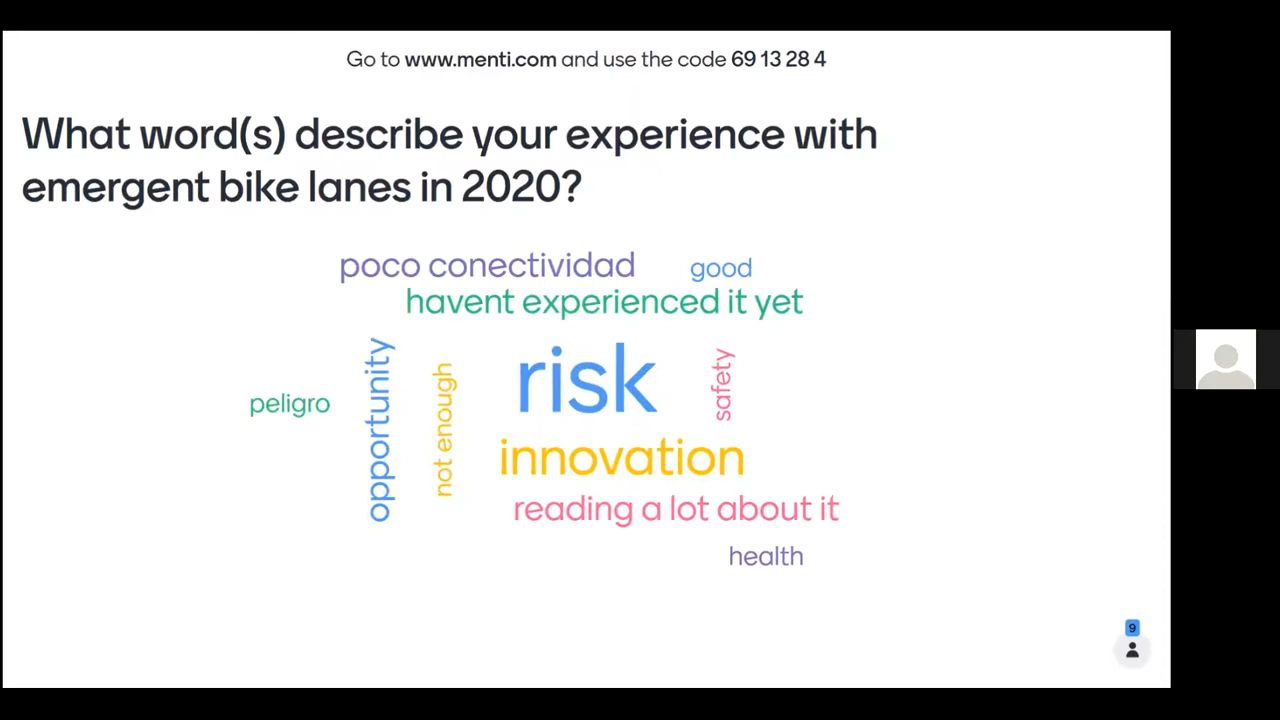 Go to www.menti.com and use the code 69 13 28 4
What word(s) describe your experience with
emergent bike lanes in 2020?
poco conectividad
good
havent experienced it yet
peligro
opportunity
not enough
risk
safety
innovation
reading a lot about it
health
9